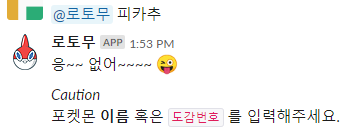 @로토무 피카추
로토무 APP 1:53 PM
응~~ 없어~~~~ 😜
Caution
포켓몬 이름 혹은 도감번호 를 입력해주세요.